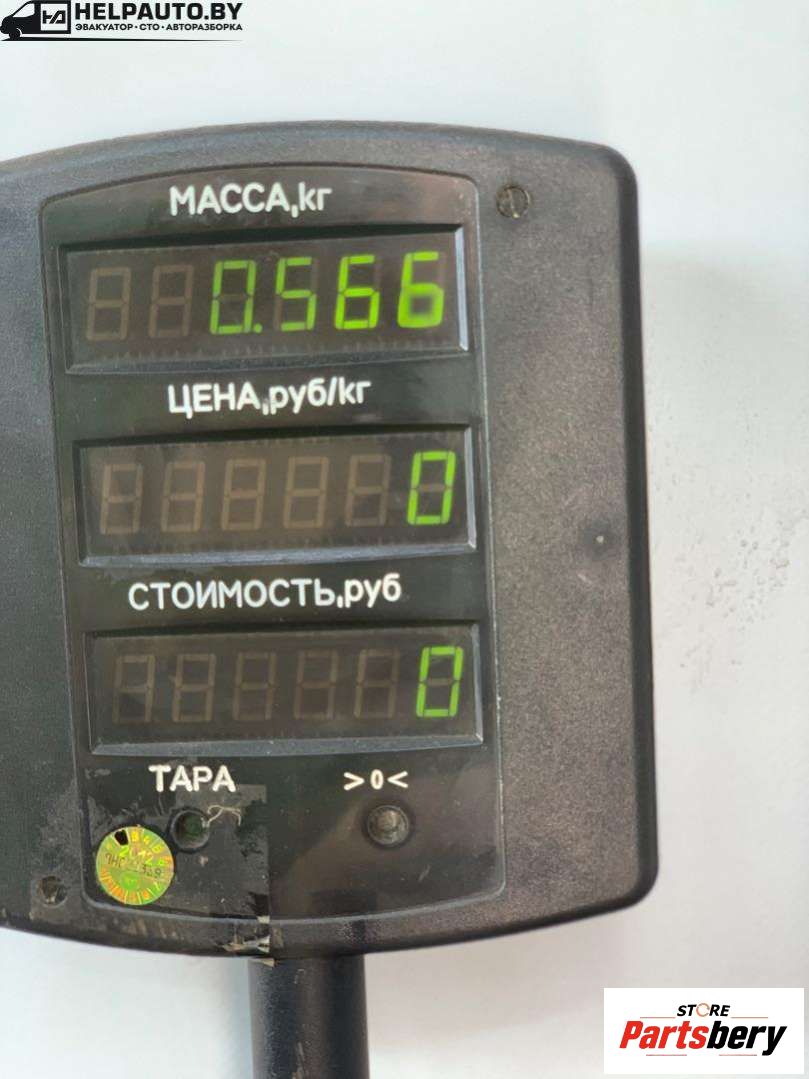 HELPAUTO.BY
ЭВАКУАТОР • СТО • АВТОРАЗБОРКА
МАССА,кг
0.566
ЦЕНА,руб/кг
0
СТОИМОСТЬ,руб
0
ТАРА >0<
STORE
Partsbery